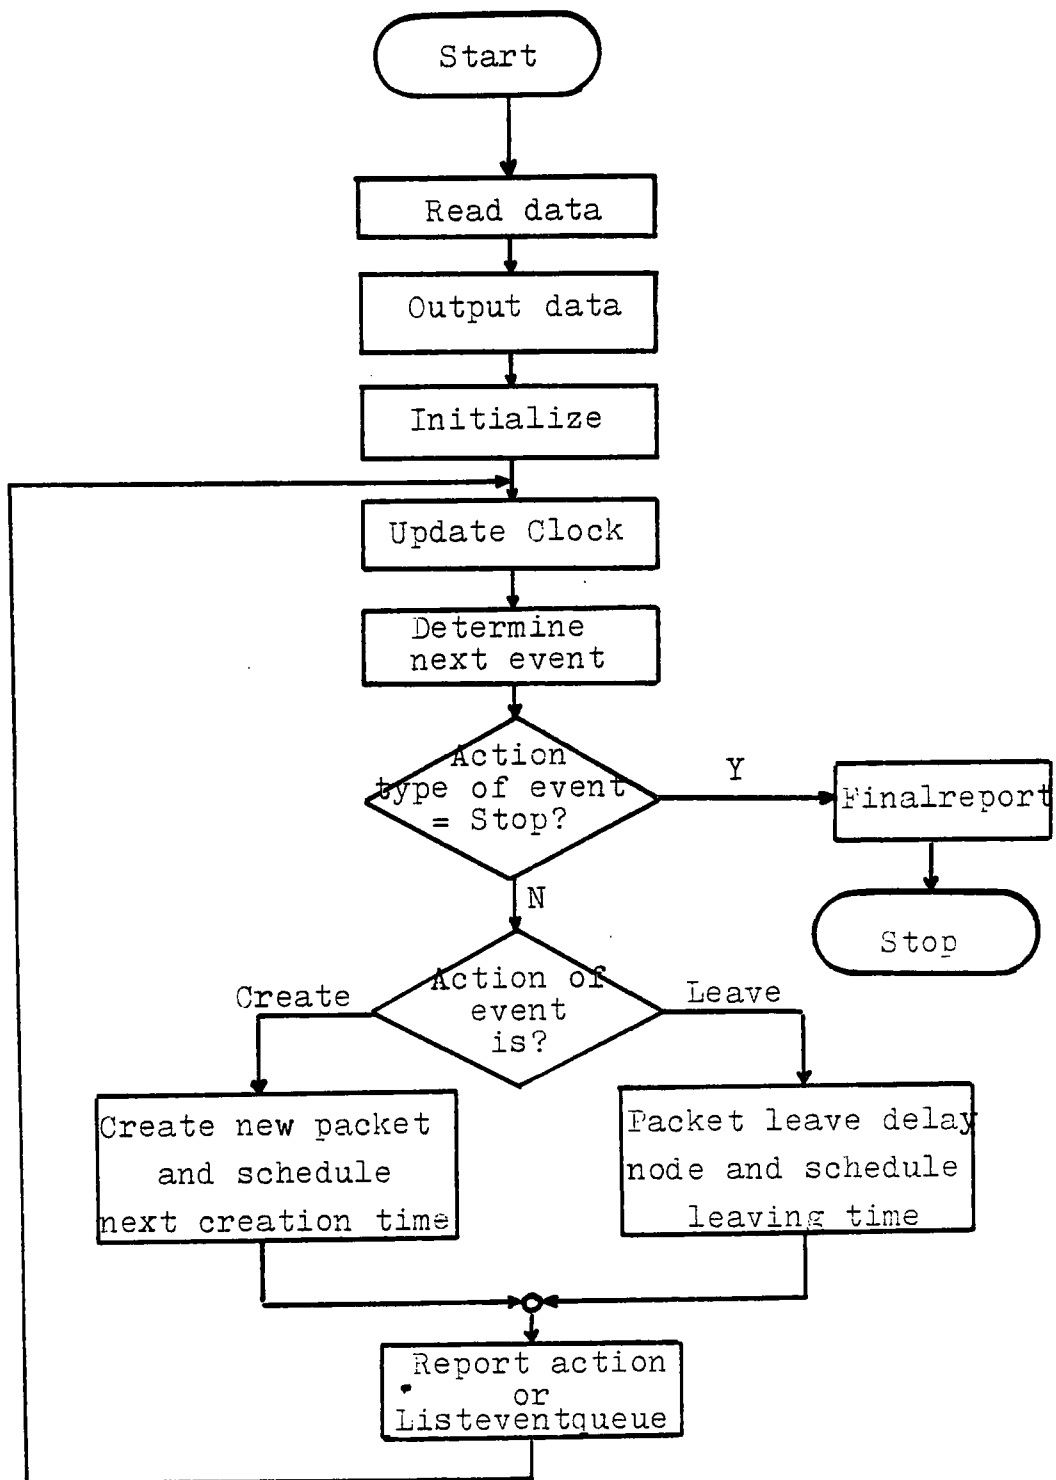 Start
Read data
Output data
Initialize
Update Clock
Determine
next event
Action
type of event
= Stop?
Y
Finalreport
Stop
N
Action of
event
is?
Create
Leave
Create new packet
and schedule
next creation time
Packet leave delay
node and schedule
leaving time
Report action
or
Listeventqueue